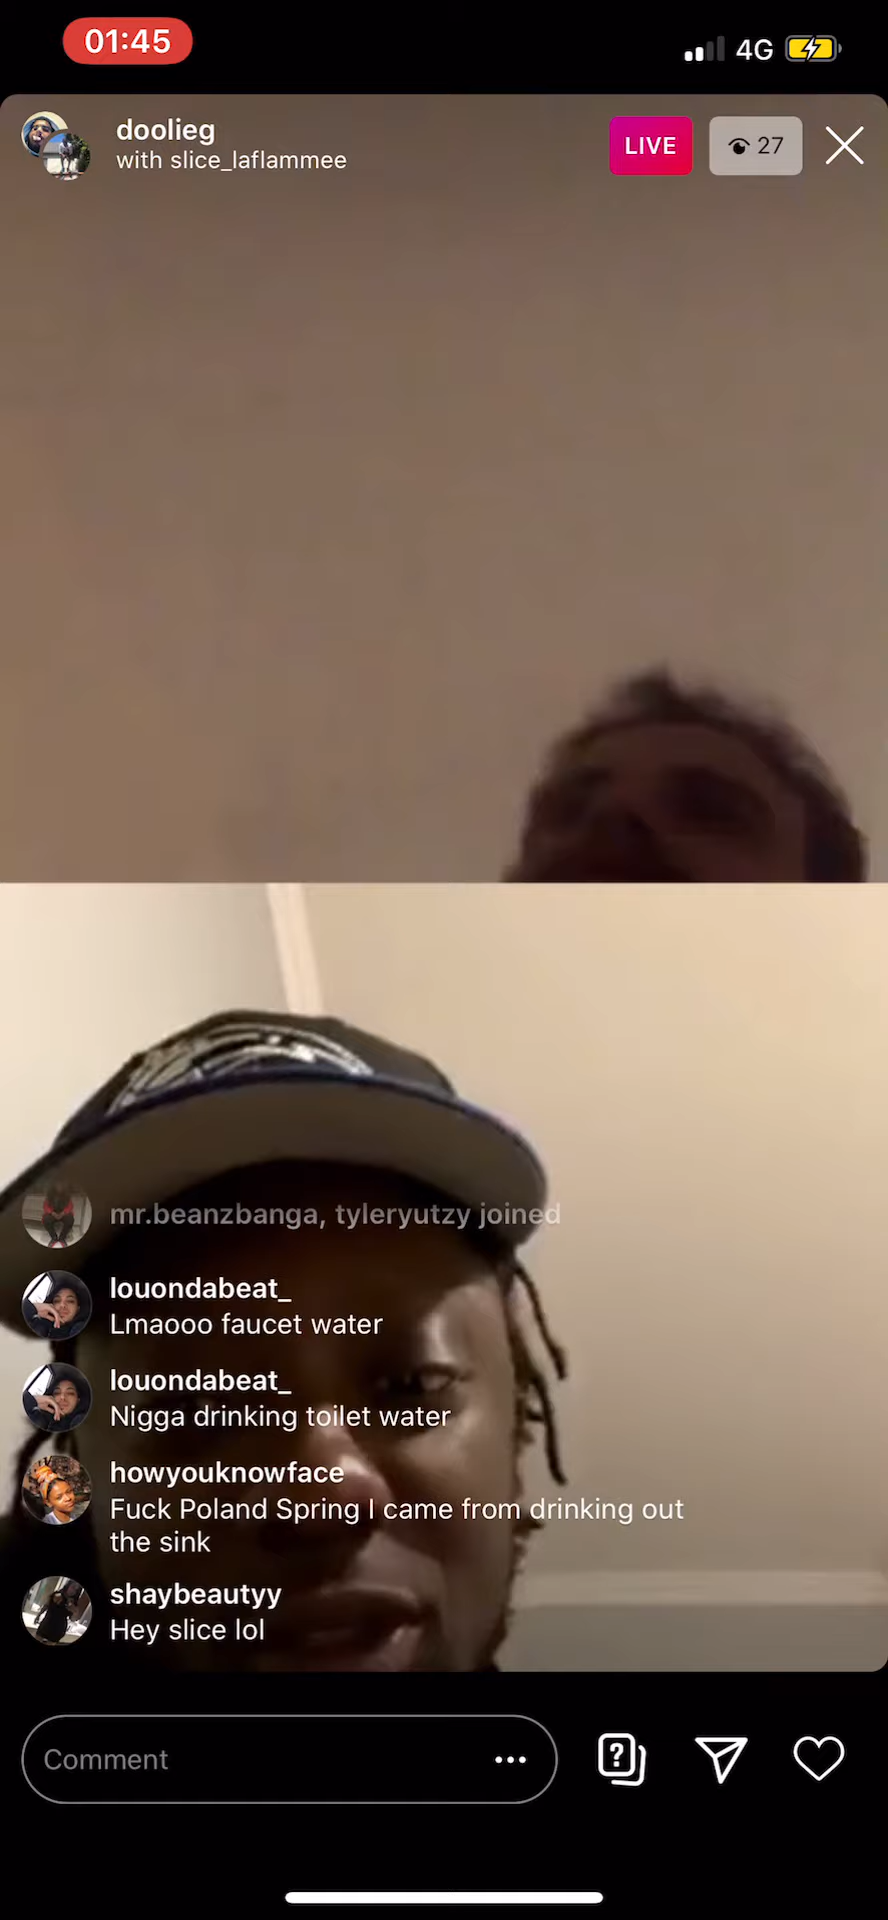 01:45
4G
doolieg
with slice_laflammee
LIVE
27
mr.beanzbanga, tyleryutzy joined
louondabeat_
Lmaooo faucet water
louondabeat_
Nigga drinking toilet water
howyouknowface
Fuck Poland Spring I came from drinking out
the sink
shaybeautyy
Hey slice lol
Comment